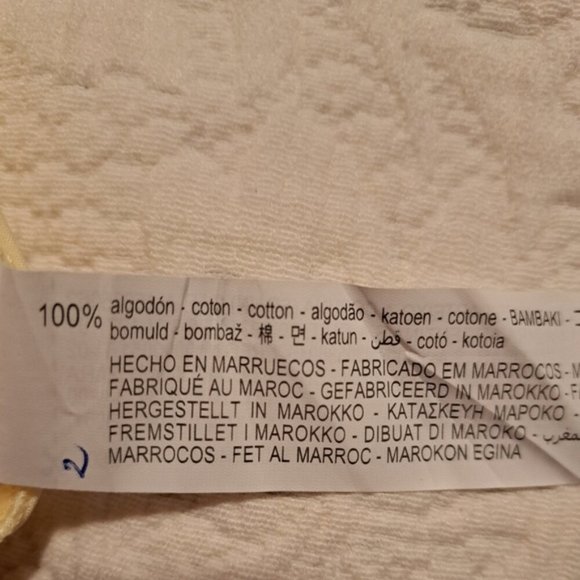 100% algodón - coton - cotton - algodão - katoen - cotone - ΒΑΜΒΑΚΙ -
bomuld - bombaž - 棉 - 면 - katun - قطن - cotó - kotoia
HECHO EN MARRUECOS - FABRICADO EM MARROCOS -
FABRIQUÉ AU MAROC - GEFABRICEERD IN MAROKKO -
HERGESTELLT IN MAROKKO - ΚΑΤΑΣΚΕΥΗ ΜΑΡΟΚΟ -
FREMSTILLET I MAROKKO - DIBUAT DI MAROKO -
MARROCOS - FET AL MARROC - MAROKON EGINA
2